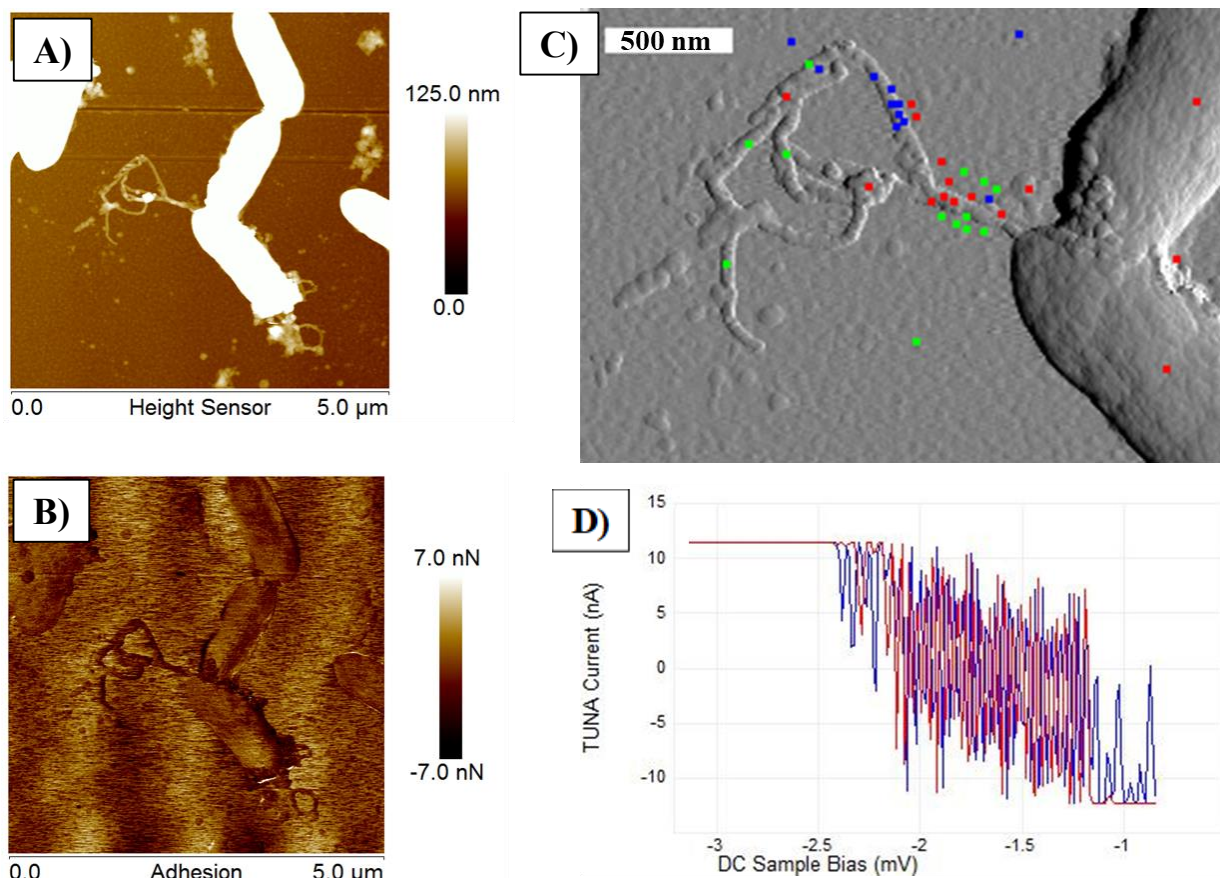 A)
125.0 nm
0.0
0.0 Height Sensor 5.0 µm
B)
7.0 nN
-7.0 nN
0.0 Adhesion 5.0 µm
C)
500 nm
D)
15
10
5
0
-5
-10
TUNA Current (nA)
-3 -2.5 -2 -1.5 -1
DC Sample Bias (mV)